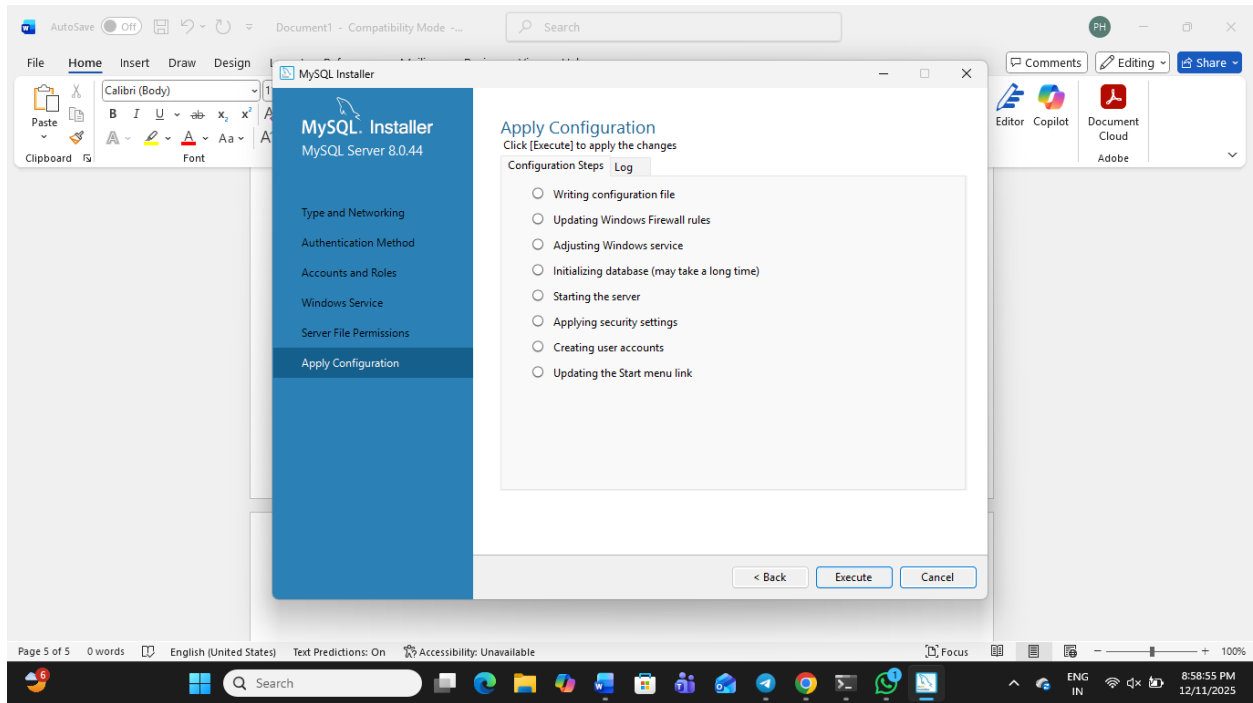 AutoSave Off Document1 - Compatibility Mode -... Search PH
File Home Insert Draw Design Comments Editing Share
Calibri (Body)
Paste B I U ab x₂ x² Aa
Clipboard Font
Editor Copilot Document Cloud
Adobe
MySQL Installer
MySQL. Installer
MySQL Server 8.0.44
Type and Networking
Authentication Method
Accounts and Roles
Windows Service
Server File Permissions
Apply Configuration
Apply Configuration
Click [Execute] to apply the changes
Configuration Steps Log
Writing configuration file
Updating Windows Firewall rules
Adjusting Windows service
Initializing database (may take a long time)
Starting the server
Applying security settings
Creating user accounts
Updating the Start menu link
< Back Execute Cancel
Page 5 of 5 0 words English (United States) Text Predictions: On Accessibility: Unavailable Focus 100%
6 Search 1 ENG IN 8:58:55 PM
12/11/2025